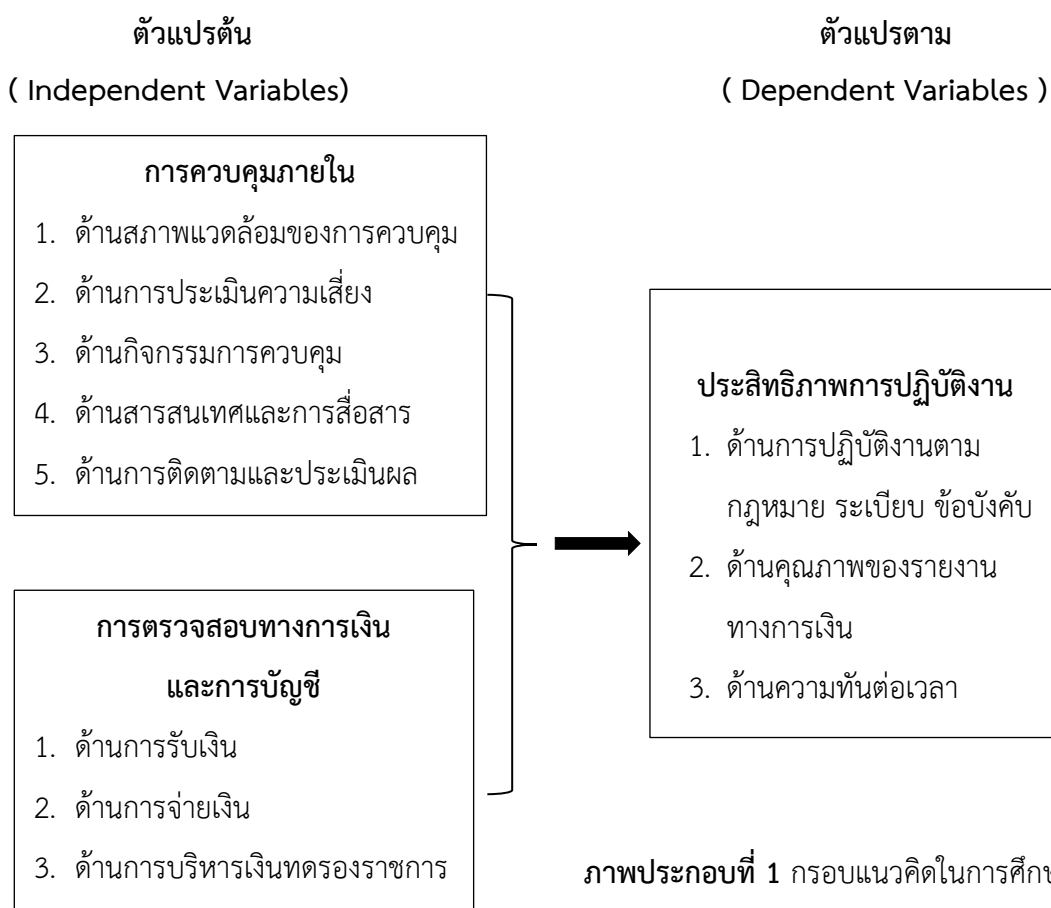 ตัวแปรต้น
( Independent Variables)
การควบคุมภายใน
1. ด้านสภาพแวดล้อมของการควบคุม
2. ด้านการประเมินความเสี่ยง
3. ด้านกิจกรรมการควบคุม
4. ด้านสารสนเทศและการสื่อสาร
5. ด้านการติดตามและประเมินผล
การตรวจสอบทางการเงิน
และการบัญชี
1. ด้านการรับเงิน
2. ด้านการจ่ายเงิน
3. ด้านการบริหารเงินทดรองราชการ
ตัวแปรตาม
( Dependent Variables )
ประสิทธิภาพการปฏิบัติงาน
1. ด้านการปฏิบัติงานตาม
กฎหมาย ระเบียบ ข้อบังคับ
2. ด้านคุณภาพของรายงาน
ทางการเงิน
3. ด้านความทันต่อเวลา
ภาพประกอบที่ 1 กรอบแนวคิดในการ